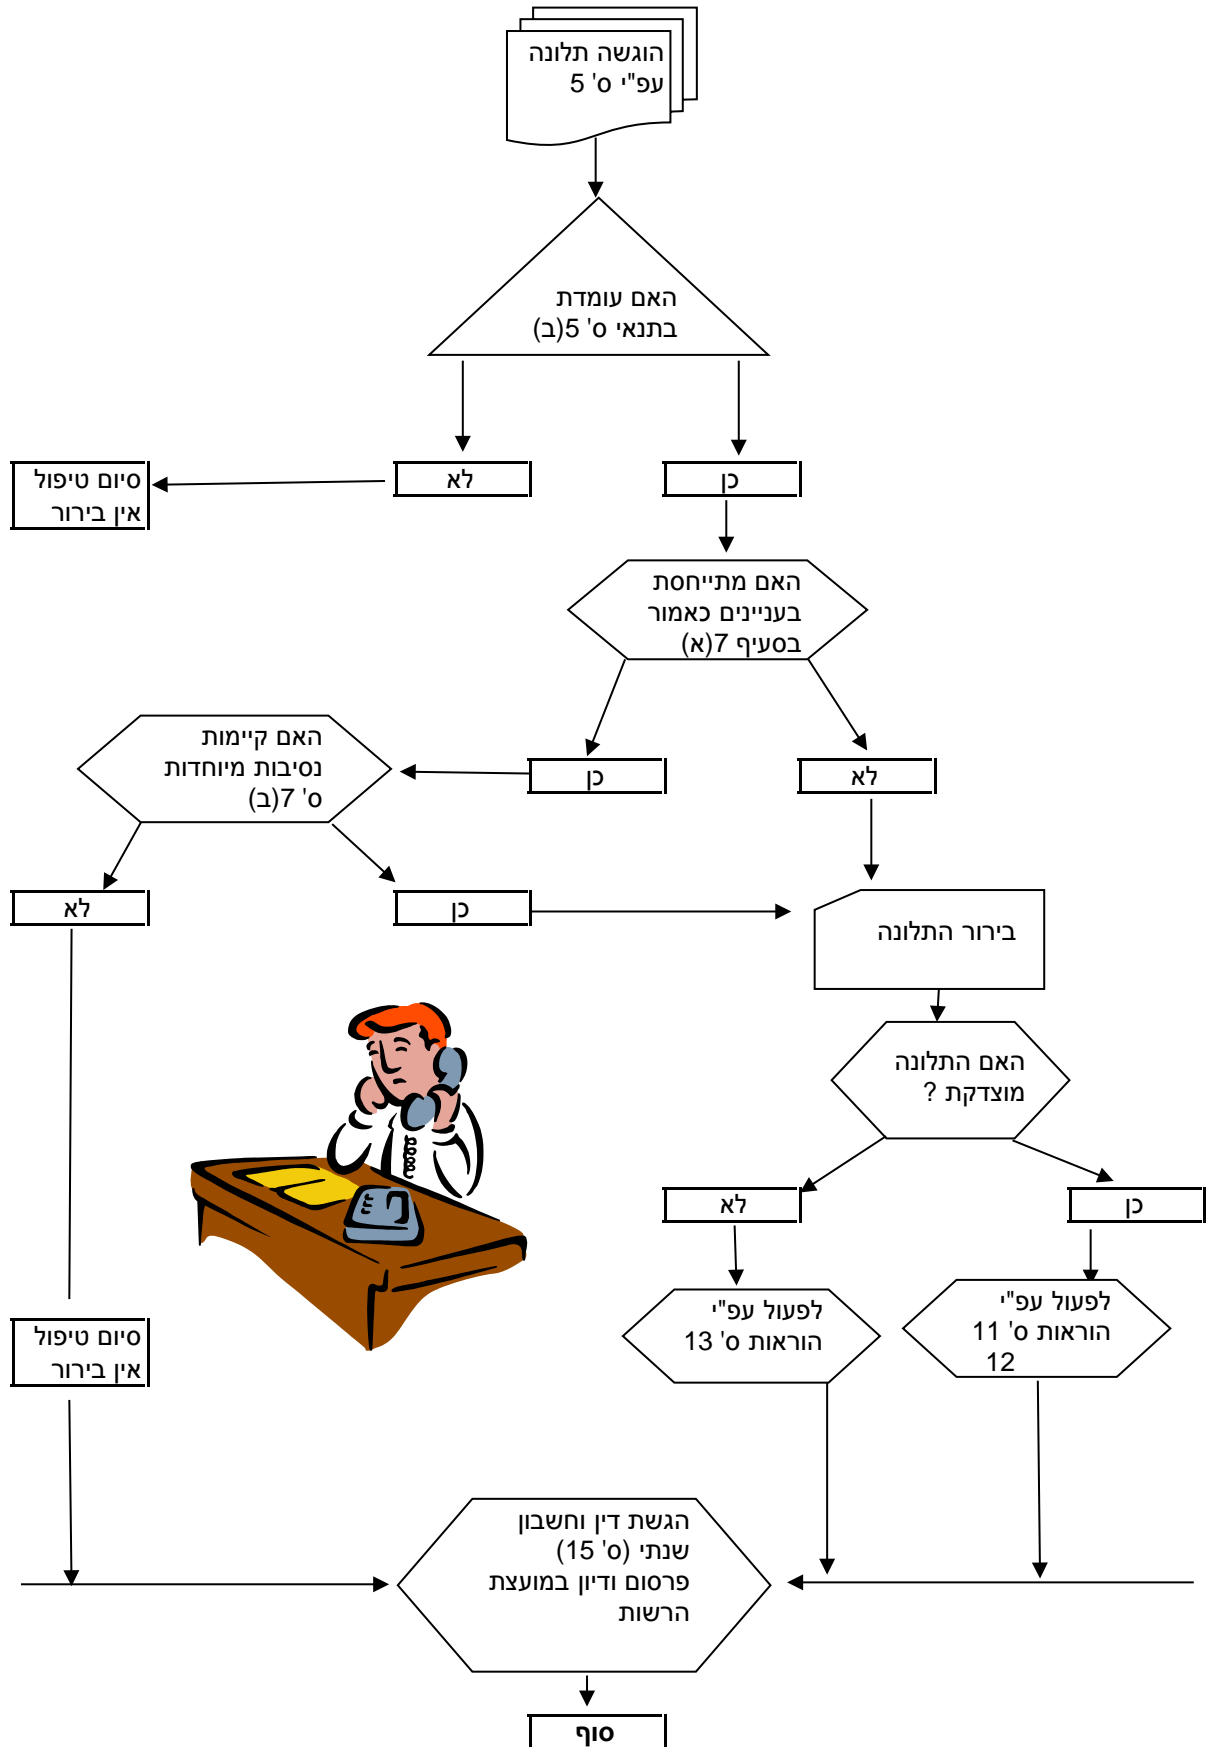 הוגשה תלונה
עפ"י ס' 5
האם עומדת
בתנאי ס' 5(ב)
כן
לא
סיום טיפול
אין בירור
האם מתייחסת
בעניינים כאמור
בסעיף 7(א)
לא
כן
האם קיימות
נסיבות מיוחדות
ס' 7(ב)
כן
לא
בירור התלונה
האם התלונה
מוצדקת ?
כן
לא
לפעול עפ"י
הוראות ס' 11
12
לפעול עפ"י
הוראות ס' 13
סיום טיפול
אין בירור
הגשת דין וחשבון
שנתי (ס' 15)
פרסום ודיון במועצת
הרשות
סוף